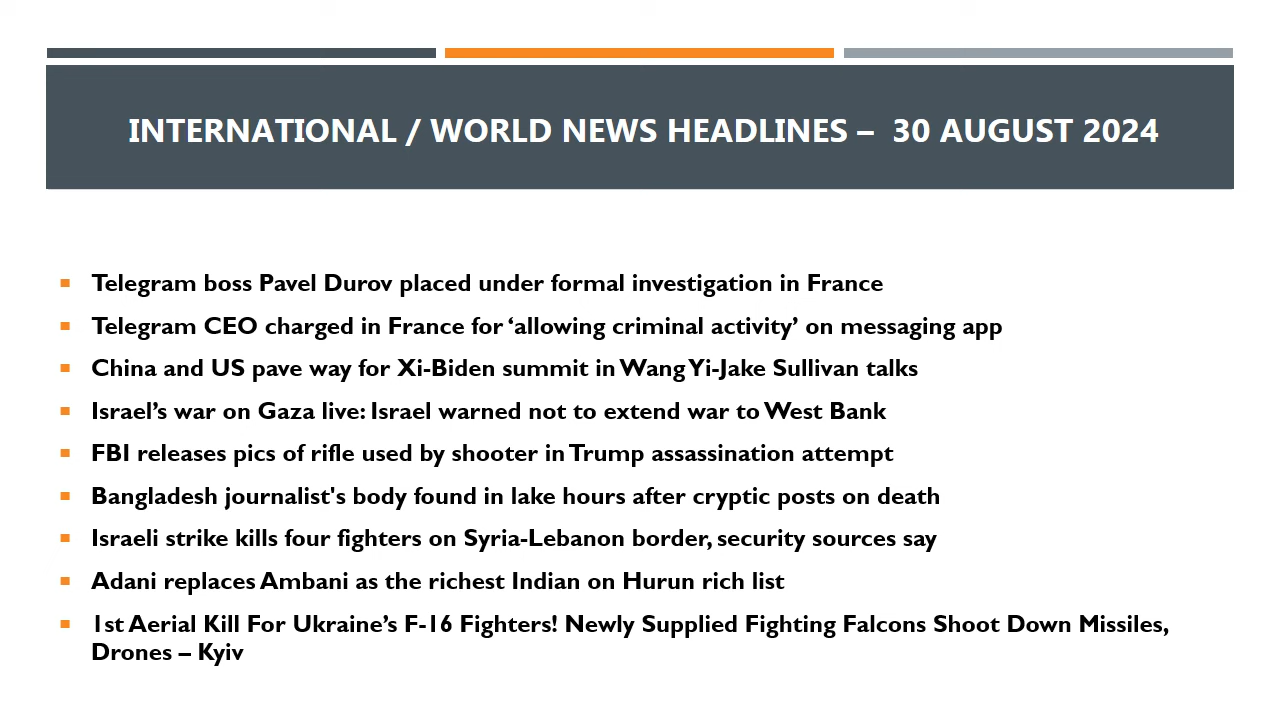 INTERNATIONAL / WORLD NEWS HEADLINES – 30 AUGUST 2024
Telegram boss Pavel Durov placed under formal investigation in France
Telegram CEO charged in France for ‘allowing criminal activity’ on messaging app
China and US pave way for Xi-Biden summit in Wang Yi-Jake Sullivan talks
Israel’s war on Gaza live: Israel warned not to extend war to West Bank
FBI releases pics of rifle used by shooter in Trump assassination attempt
Bangladesh journalist's body found in lake hours after cryptic posts on death
Israeli strike kills four fighters on Syria-Lebanon border, security sources say
Adani replaces Ambani as the richest Indian on Hurun rich list
1st Aerial Kill For Ukraine’s F-16 Fighters! Newly Supplied Fighting Falcons Shoot Down Missiles,
Drones – Kyiv